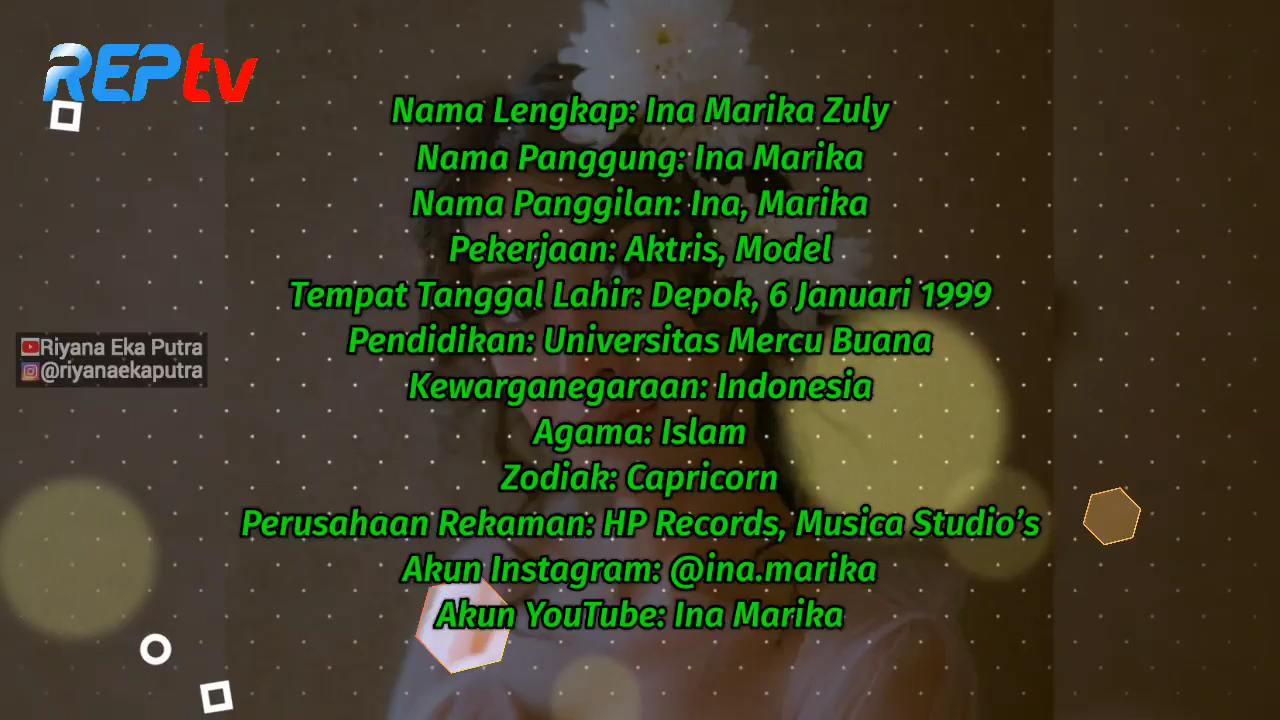 REPtv
Nama Lengkap: Ina Marika Zuly
Nama Panggung: Ina Marika
Nama Panggilan: Ina, Marika
Pekerjaan: Aktris, Model
Tempat Tanggal Lahir: Depok, 6 Januari 1999
Pendidikan: Universitas Mercu Buana
Riyana Eka Putra
@riyanaekaputra
Kewarganegaraan: Indonesia
Agama: Islam
Zodiak: Capricorn
Perusahaan Rekaman: HP Records, Musica Studio’s
Akun Instagram: @ina.marika
Akun YouTube: Ina Marika